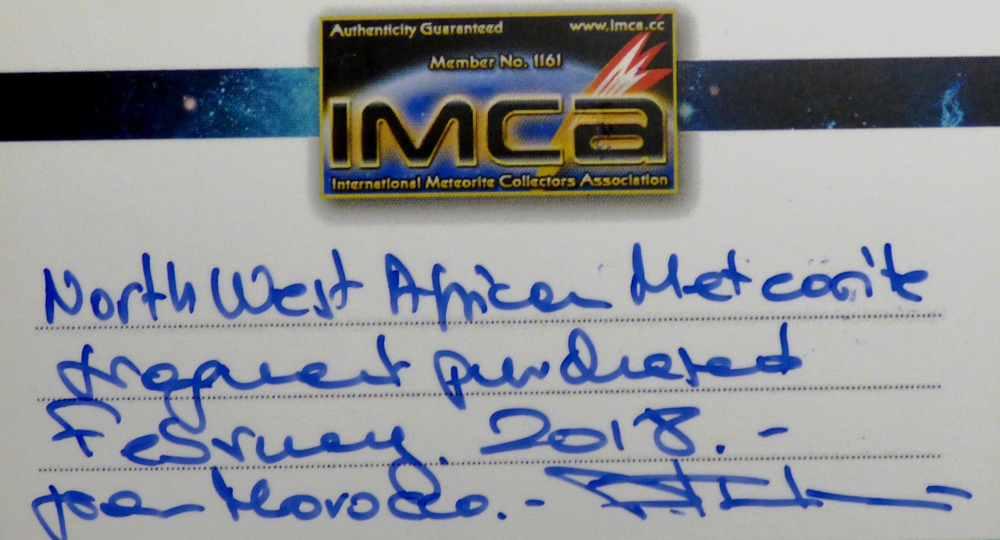 Authenticity Guaranteed www.imca.cc
Member No. 1161
IMCa
International Meteorite Collectors Association
North West African Meteorite
fragment purchased
February. 2018.-
Morocco.-